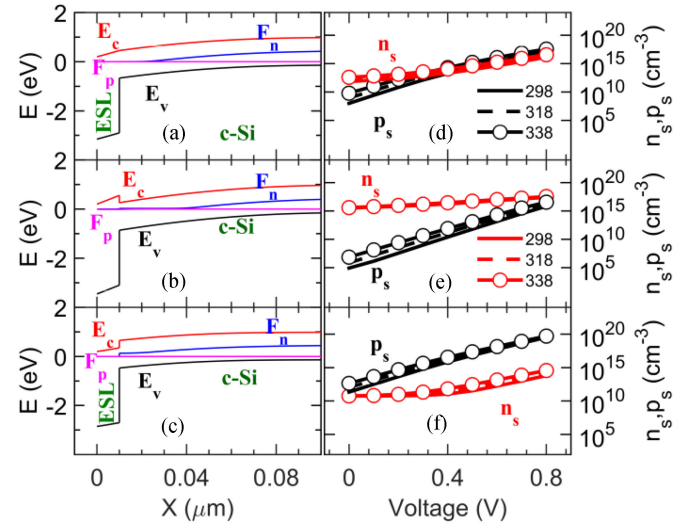 2
E_c
F_n
10^20
0
F_p
n_s
10^15
E (eV)
-2
ESL
E_v
p_s
298
318
338
10^10
10^5
n_s,p_s (cm^-3)
(a)
c-Si
(d)
2
E_c
F_n
n_s
10^20
0
F_p
E_v
c-Si
298
318
338
10^15
10^10
10^5
E (eV)
-2
(b)
p_s
(e)
n_s,p_s (cm^-3)
2
E_c
F_n
p_s
10^20
0
F_p
E_v
10^15
E (eV)
-2
ESL
c-Si
n_s
10^10
10^5
n_s,p_s (cm^-3)
(c)
(f)
0 0.04 0.08
0 0.4 0.8
X (μm)
Voltage (V)